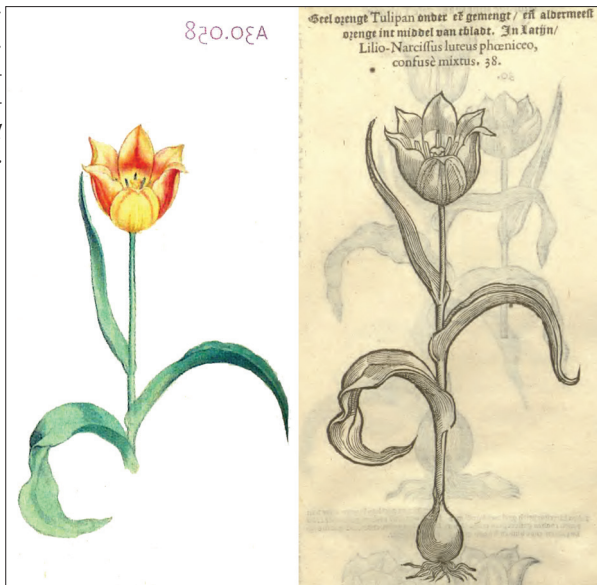 A30.058
Geel orenge Tulipan onder eñ gemengt / eñ aldermeest
orenge int middel van tbladt. In Latijn/
Lilio-Narcissus luteus phœniceo,
confusè mixtus. 38.